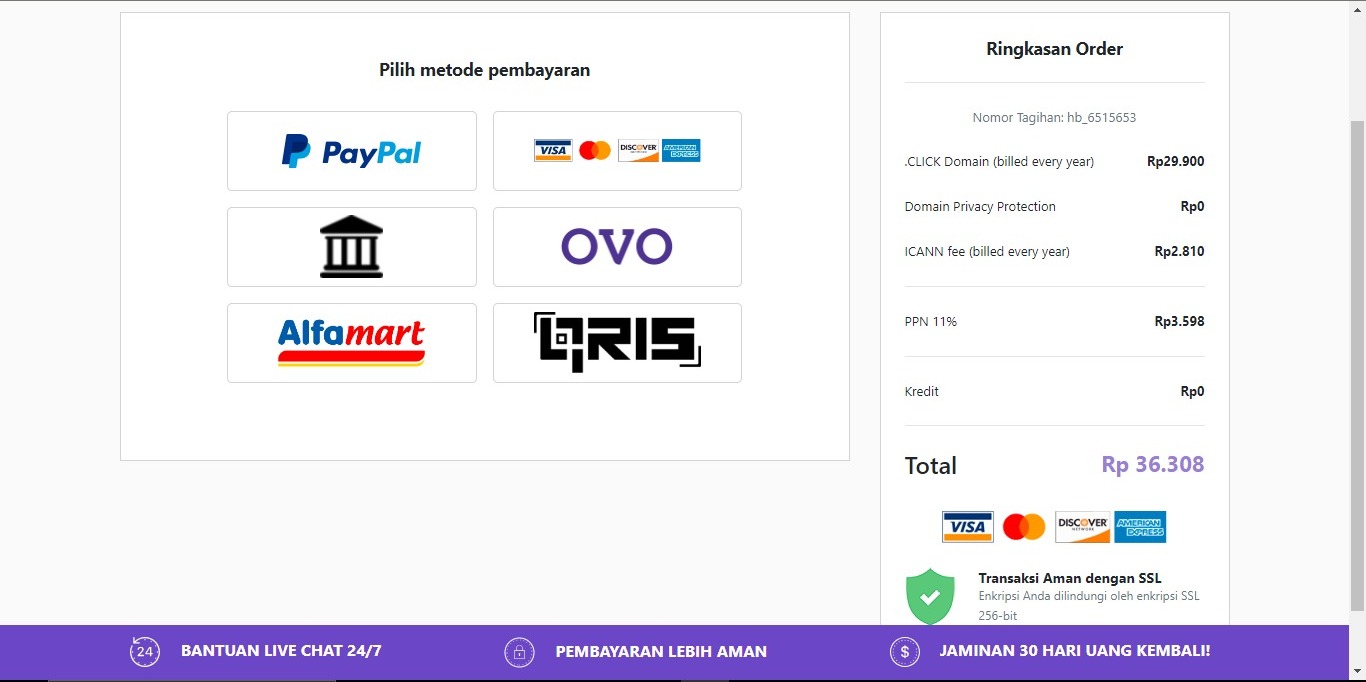 Pilih metode pembayaran
PayPal
VISA
DISCOVER
AMERICAN
EXPRESS
OVO
Alfamart
QRIS
Ringkasan Order
Nomor Tagihan: hb_6515653
.CLICK Domain (billed every year) Rp29.900
Domain Privacy Protection Rp0
ICANN fee (billed every year) Rp2.810
PPN 11% Rp3.598
Kredit Rp0
Total Rp 36.308
VISA
DISCOVER
NETWORK
AMERICAN
EXPRESS
Transaksi Aman dengan SSL
Enkripsi Anda dilindungi oleh enkripsi SSL
256-bit
24 BANTUAN LIVE CHAT 24/7
PEMBAYARAN LEBIH AMAN
$ JAMINAN 30 HARI UANG KEMBALI!